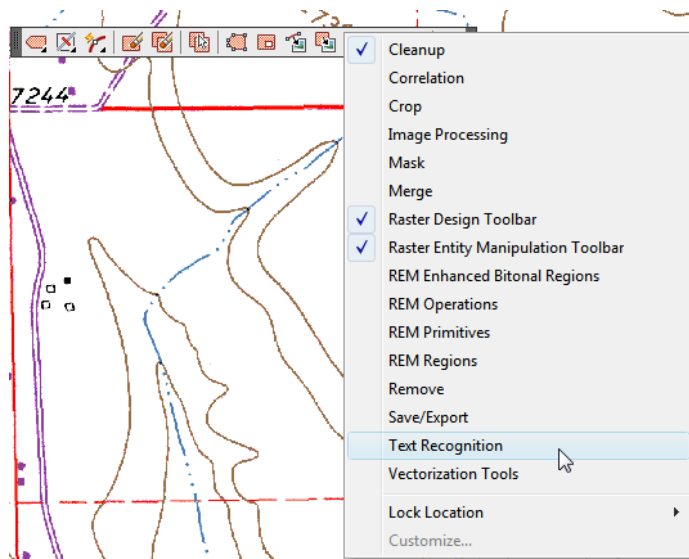 7244
Cleanup
Correlation
Crop
Image Processing
Mask
Merge
Raster Design Toolbar
Raster Entity Manipulation Toolbar
REM Enhanced Bitonal Regions
REM Operations
REM Primitives
REM Regions
Remove
Save/Export
Text Recognition
Vectorization Tools
Lock Location
Customize...